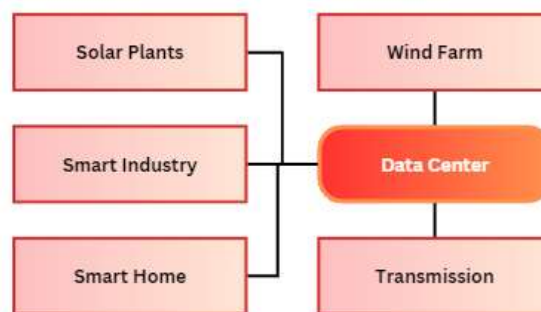 Solar Plants
Wind Farm
Smart Industry
Data Center
Smart Home
Transmission